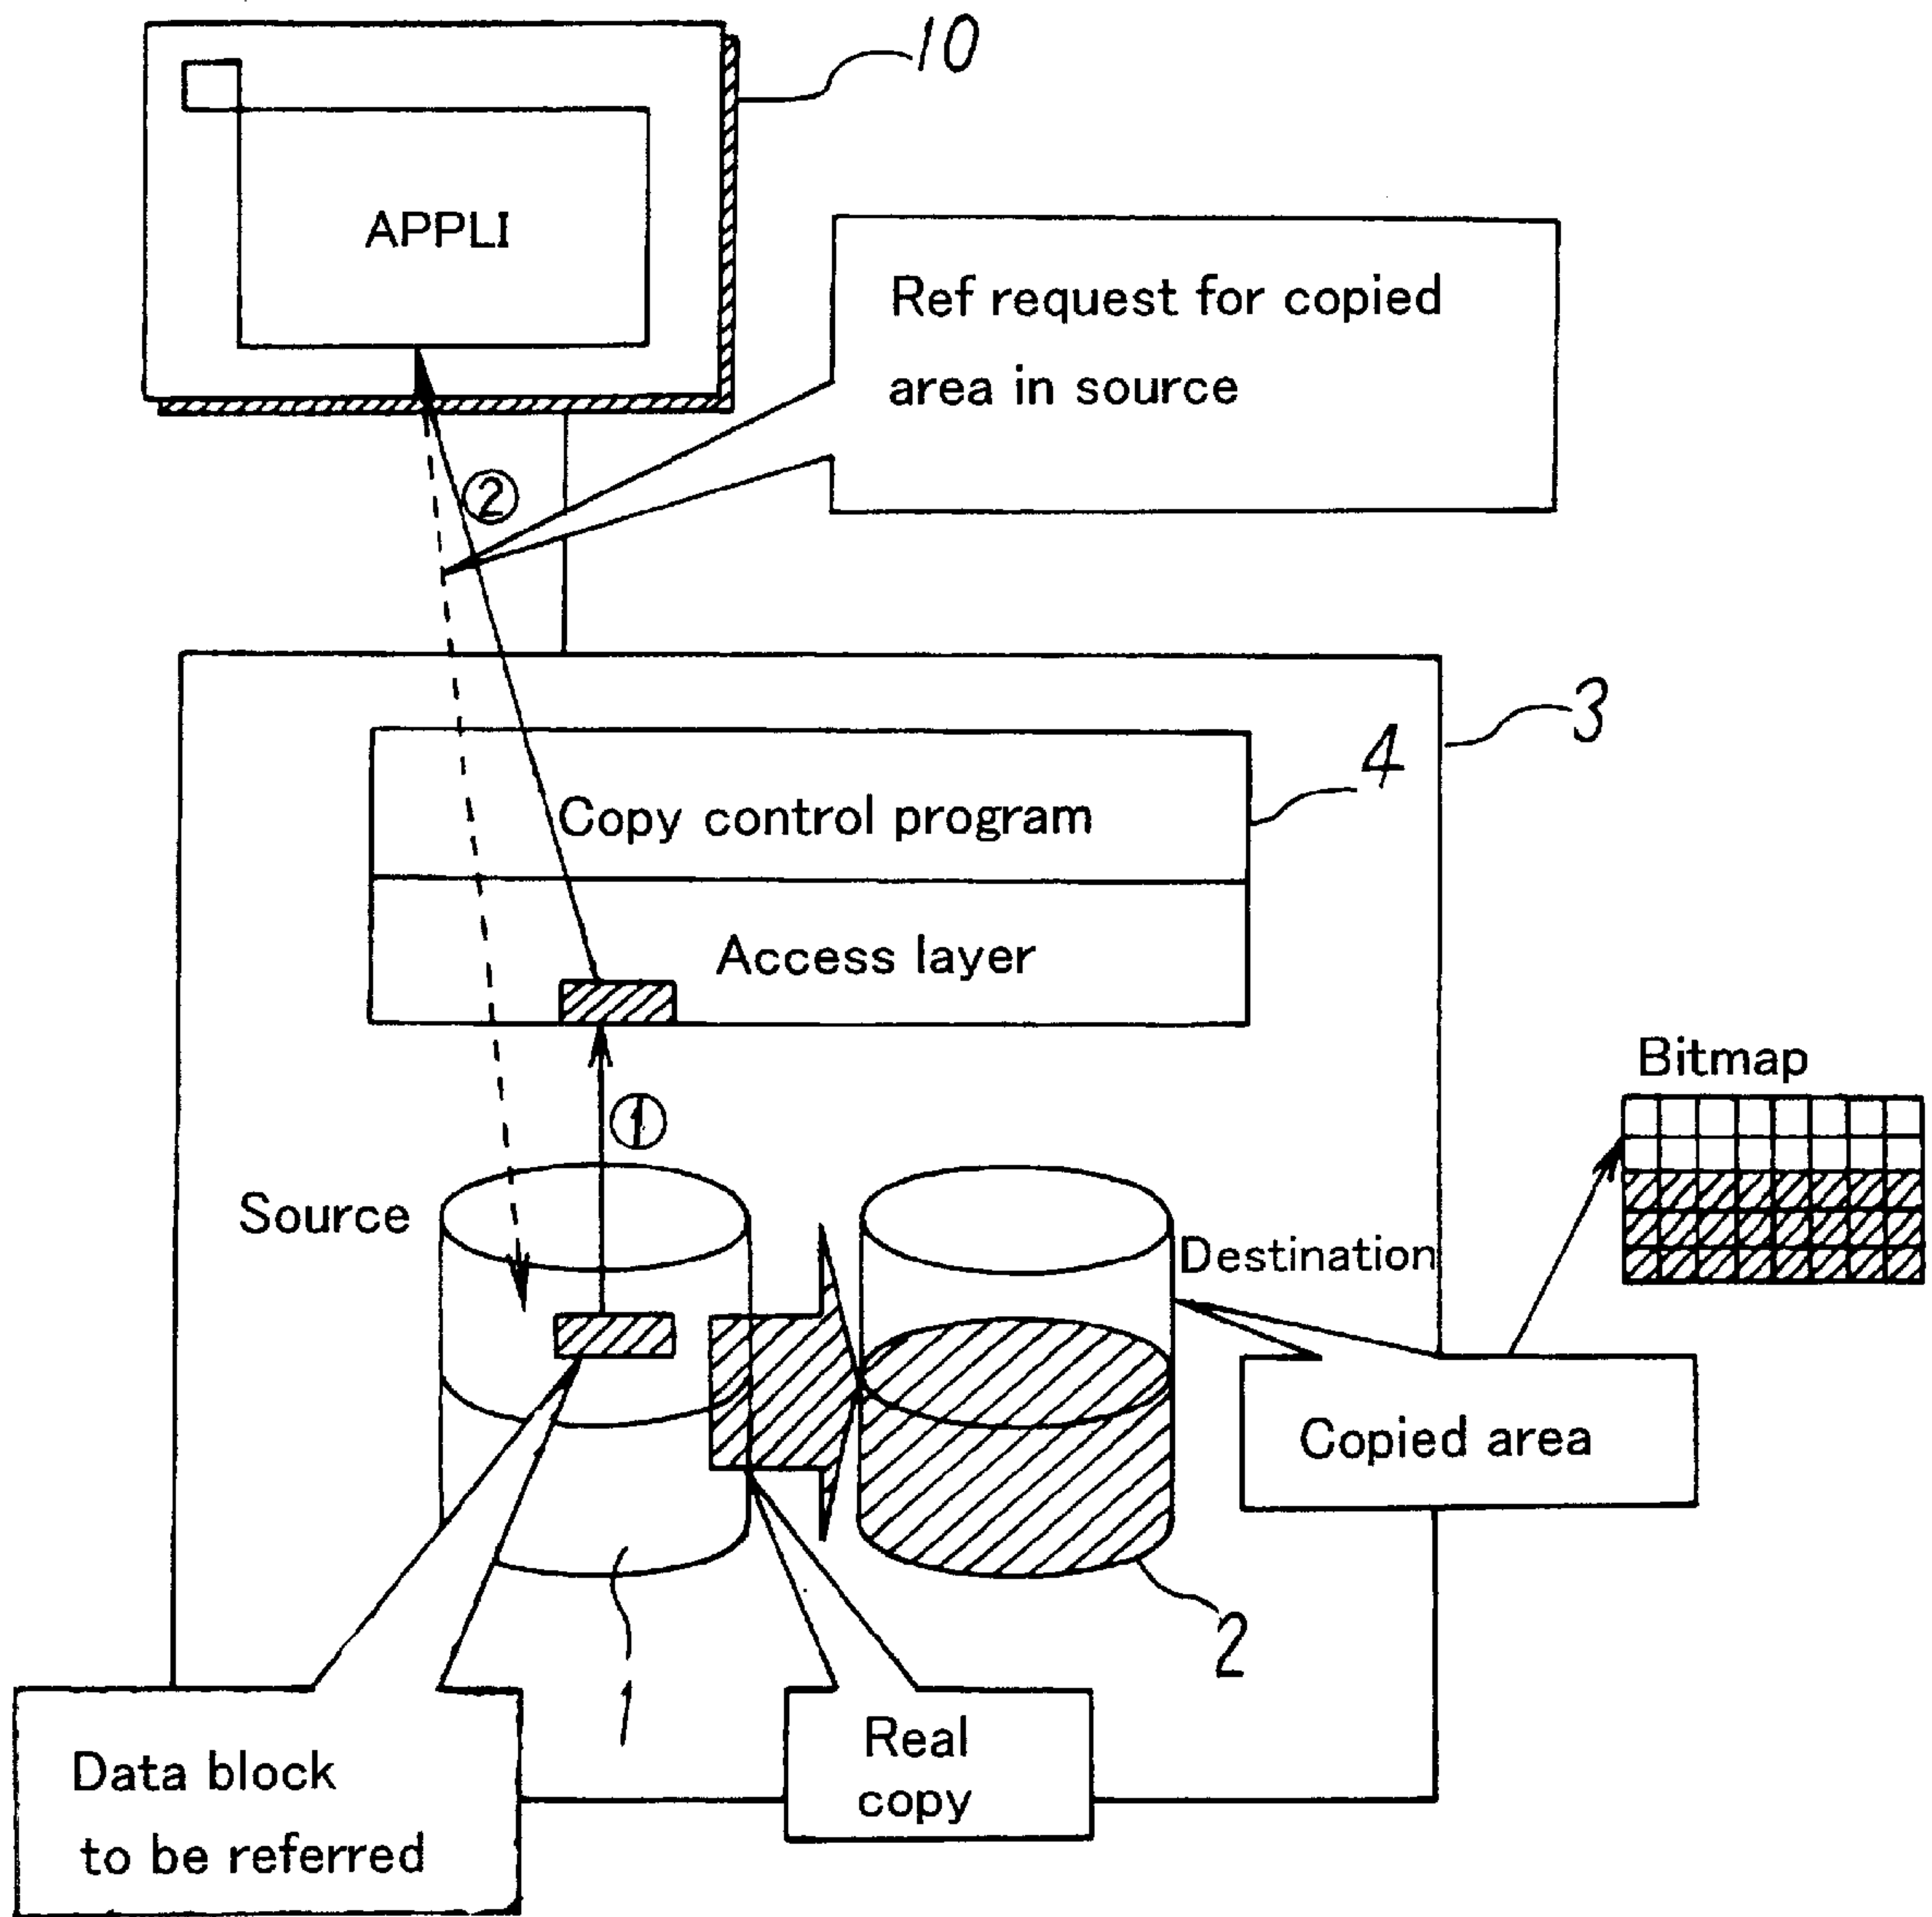 10
APPLI
Ref request for copied
area in source
②
3
4
Copy control program
Access layer
Bitmap
①
Source
Destination
Copied area
2
1
Real
copy
Data block
to be referred